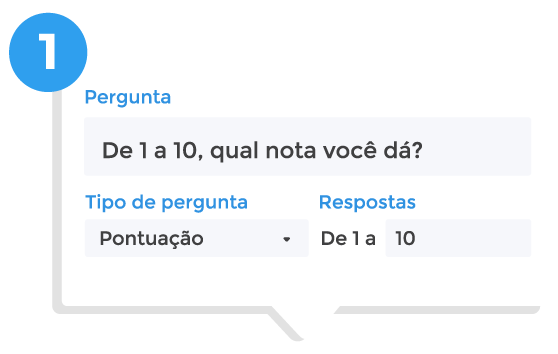 1
Pergunta
De 1 a 10, qual nota você dá?
Tipo de pergunta Respostas
Pontuação De 1 a 10